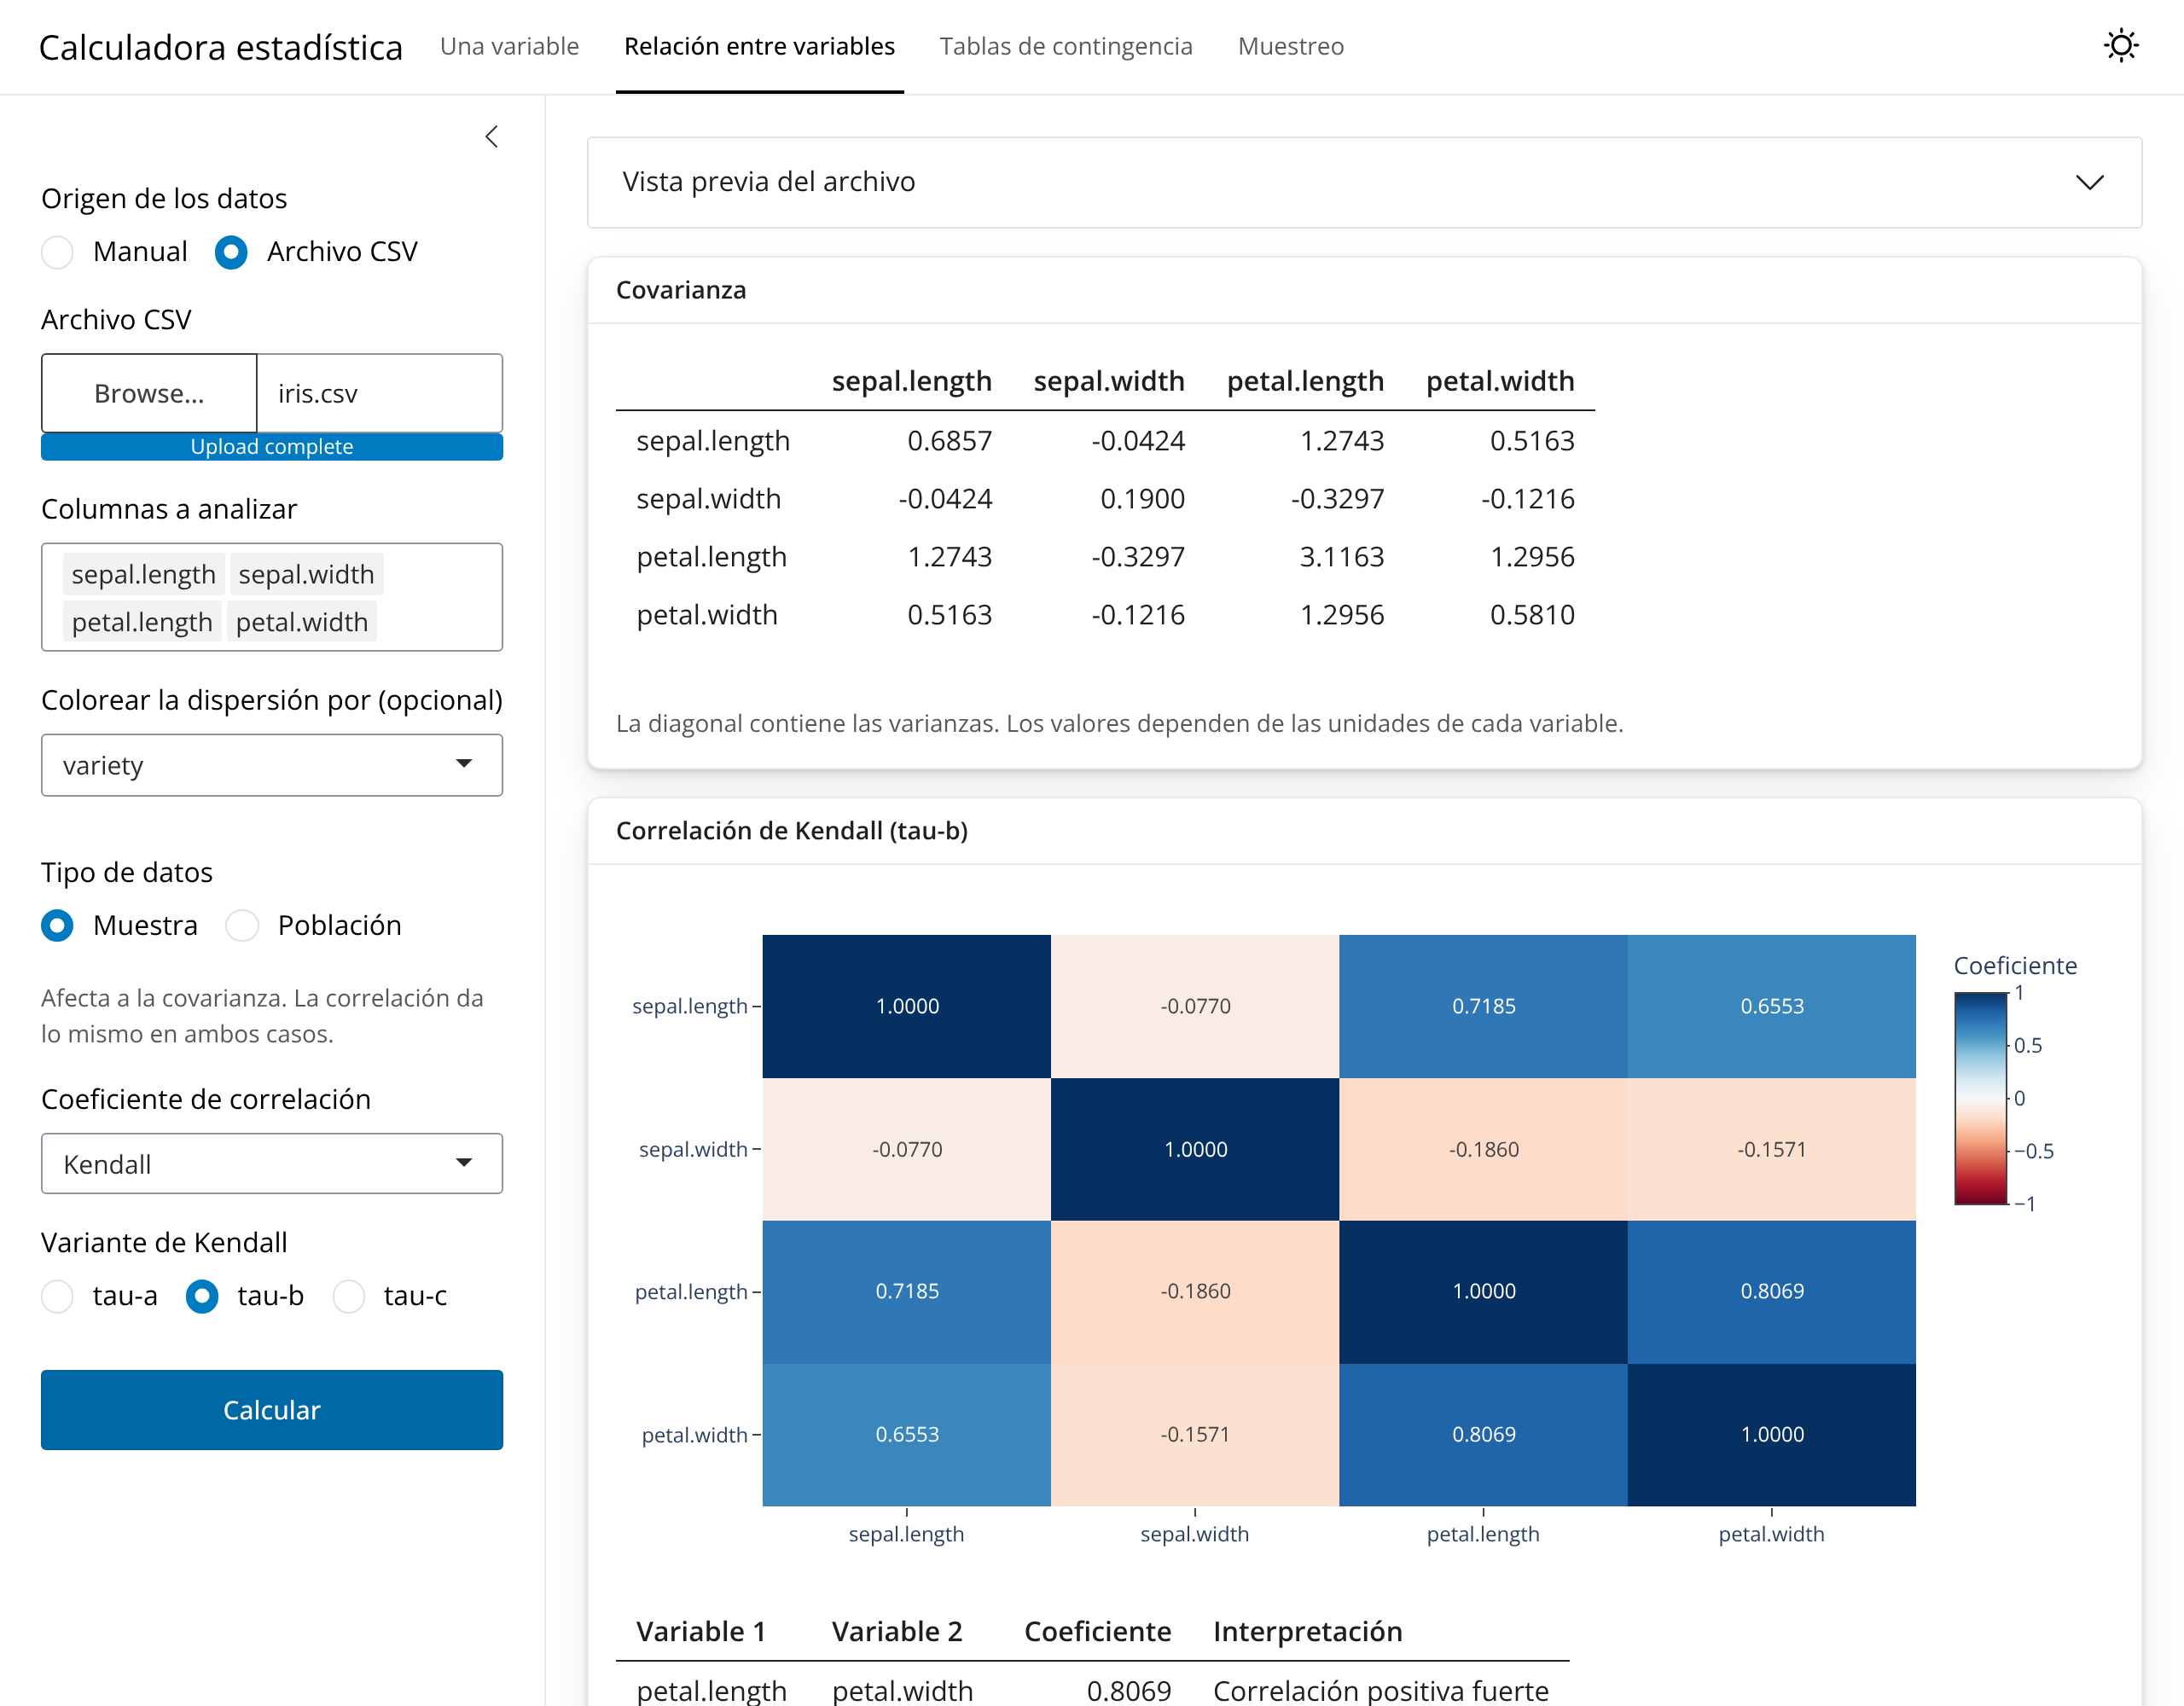 Calculadora estadística Una variable Relación entre variables Tablas de contingencia Muestreo
Origen de los datos
Manual Archivo CSV
Archivo CSV
Browse... iris.csv
Upload complete
Columnas a analizar
sepal.length sepal.width
petal.length petal.width
Colorear la dispersión por (opcional)
variety
Tipo de datos
Muestra Población
Afecta a la covarianza. La correlación da
lo mismo en ambos casos.
Coeficiente de correlación
Kendall
Variante de Kendall
tau-a tau-b tau-c
Calcular
Vista previa del archivo
Covarianza
sepal.length sepal.width petal.length petal.width
sepal.length 0.6857 -0.0424 1.2743 0.5163
sepal.width -0.0424 0.1900 -0.3297 -0.1216
petal.length 1.2743 -0.3297 3.1163 1.2956
petal.width 0.5163 -0.1216 1.2956 0.5810
La diagonal contiene las varianzas. Los valores dependen de las unidades de cada variable.
Correlación de Kendall (tau-b)
sepal.length 1.0000 -0.0770 0.7185 0.6553
sepal.width -0.0770 1.0000 -0.1860 -0.1571
petal.length 0.7185 -0.1860 1.0000 0.8069
petal.width 0.6553 -0.1571 0.8069 1.0000
sepal.length sepal.width petal.length petal.width
Coeficiente
1
0.5
0
−0.5
−1
Variable 1 Variable 2 Coeficiente Interpretación
petal.length petal.width 0.8069 Correlación positiva fuerte